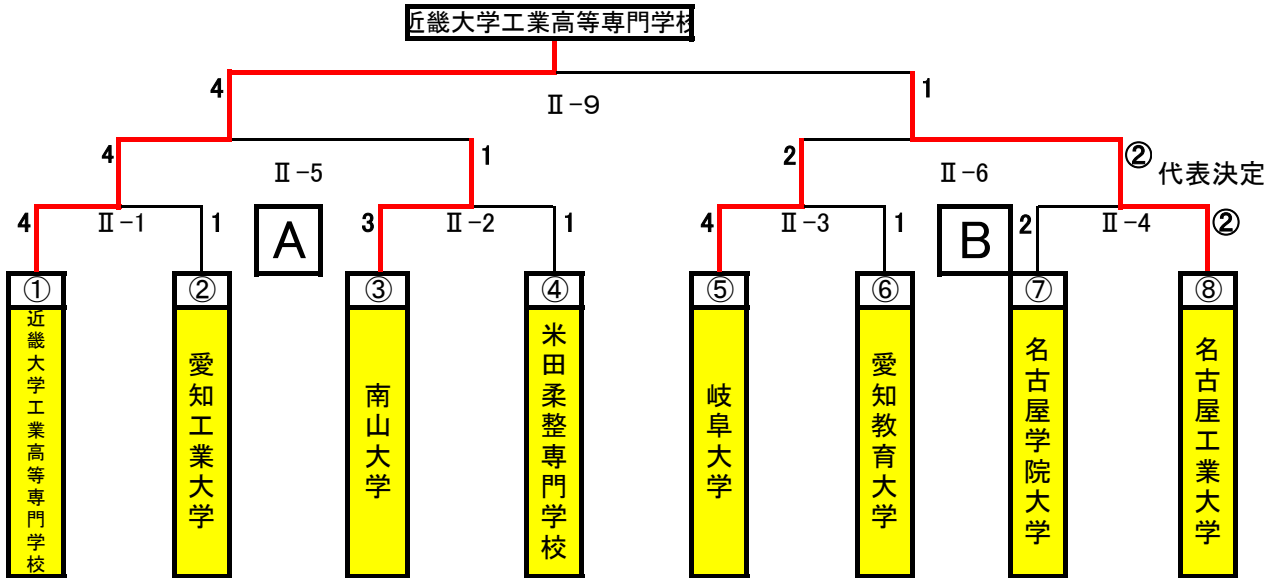 近畿大学工業高等専門学校
4
1
Ⅱ-9
4
1
2
②
代表決定
Ⅱ-5
Ⅱ-6
4
Ⅱ-1
1
A
3
Ⅱ-2
1
4
Ⅱ-3
1
B
2
Ⅱ-4
②
①
②
③
④
⑤
⑥
⑦
⑧
近畿大学工業高等専門学校
愛知工業大学
南山大学
米田柔整専門学校
岐阜大学
愛知教育大学
名古屋学院大学
名古屋工業大学